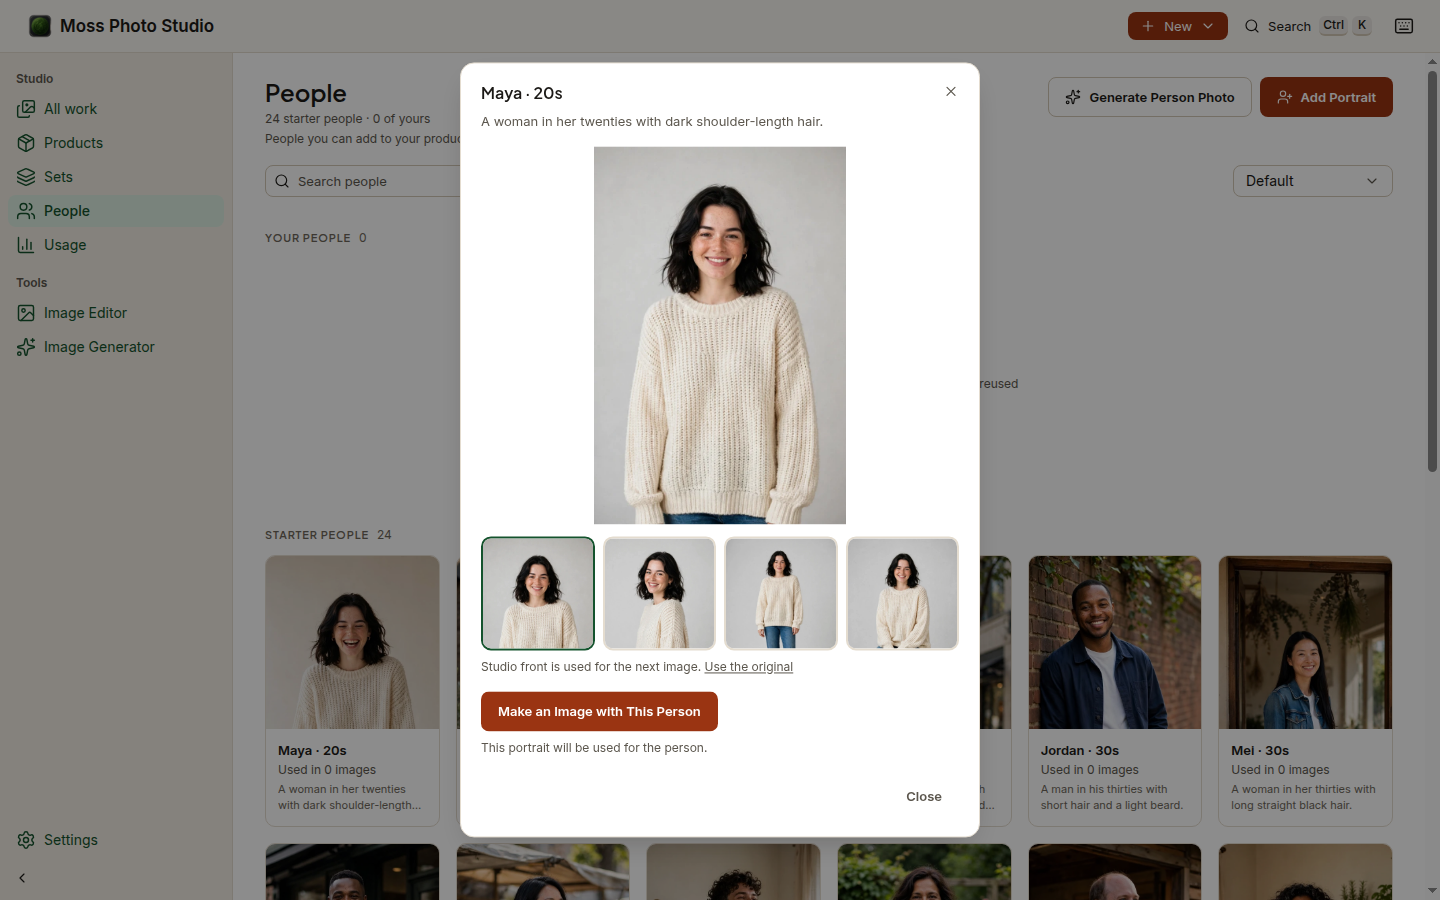 Moss Photo Studio
New
Search
Ctrl
K
Studio
All work
Products
Sets
People
Usage
Tools
Image Editor
Image Generator
Settings
People
24 starter people · 0 of yours
People you can add to your
Search people
Generate Person Photo
Add Portrait
Default
YOUR PEOPLE 0
reused
STARTER PEOPLE 24
Maya · 20s
A woman in her twenties with dark shoulder-length hair.
Studio front is used for the next image. Use the original
Make an Image with This Person
This portrait will be used for the person.
Close
Maya · 20s
Used in 0 images
A woman in her twenties
with dark shoulder-length...
Jordan · 30s
Used in 0 images
A man in his thirties with
short hair and a light beard.
Mei · 30s
Used in 0 images
A woman in her thirties with
long straight black hair.